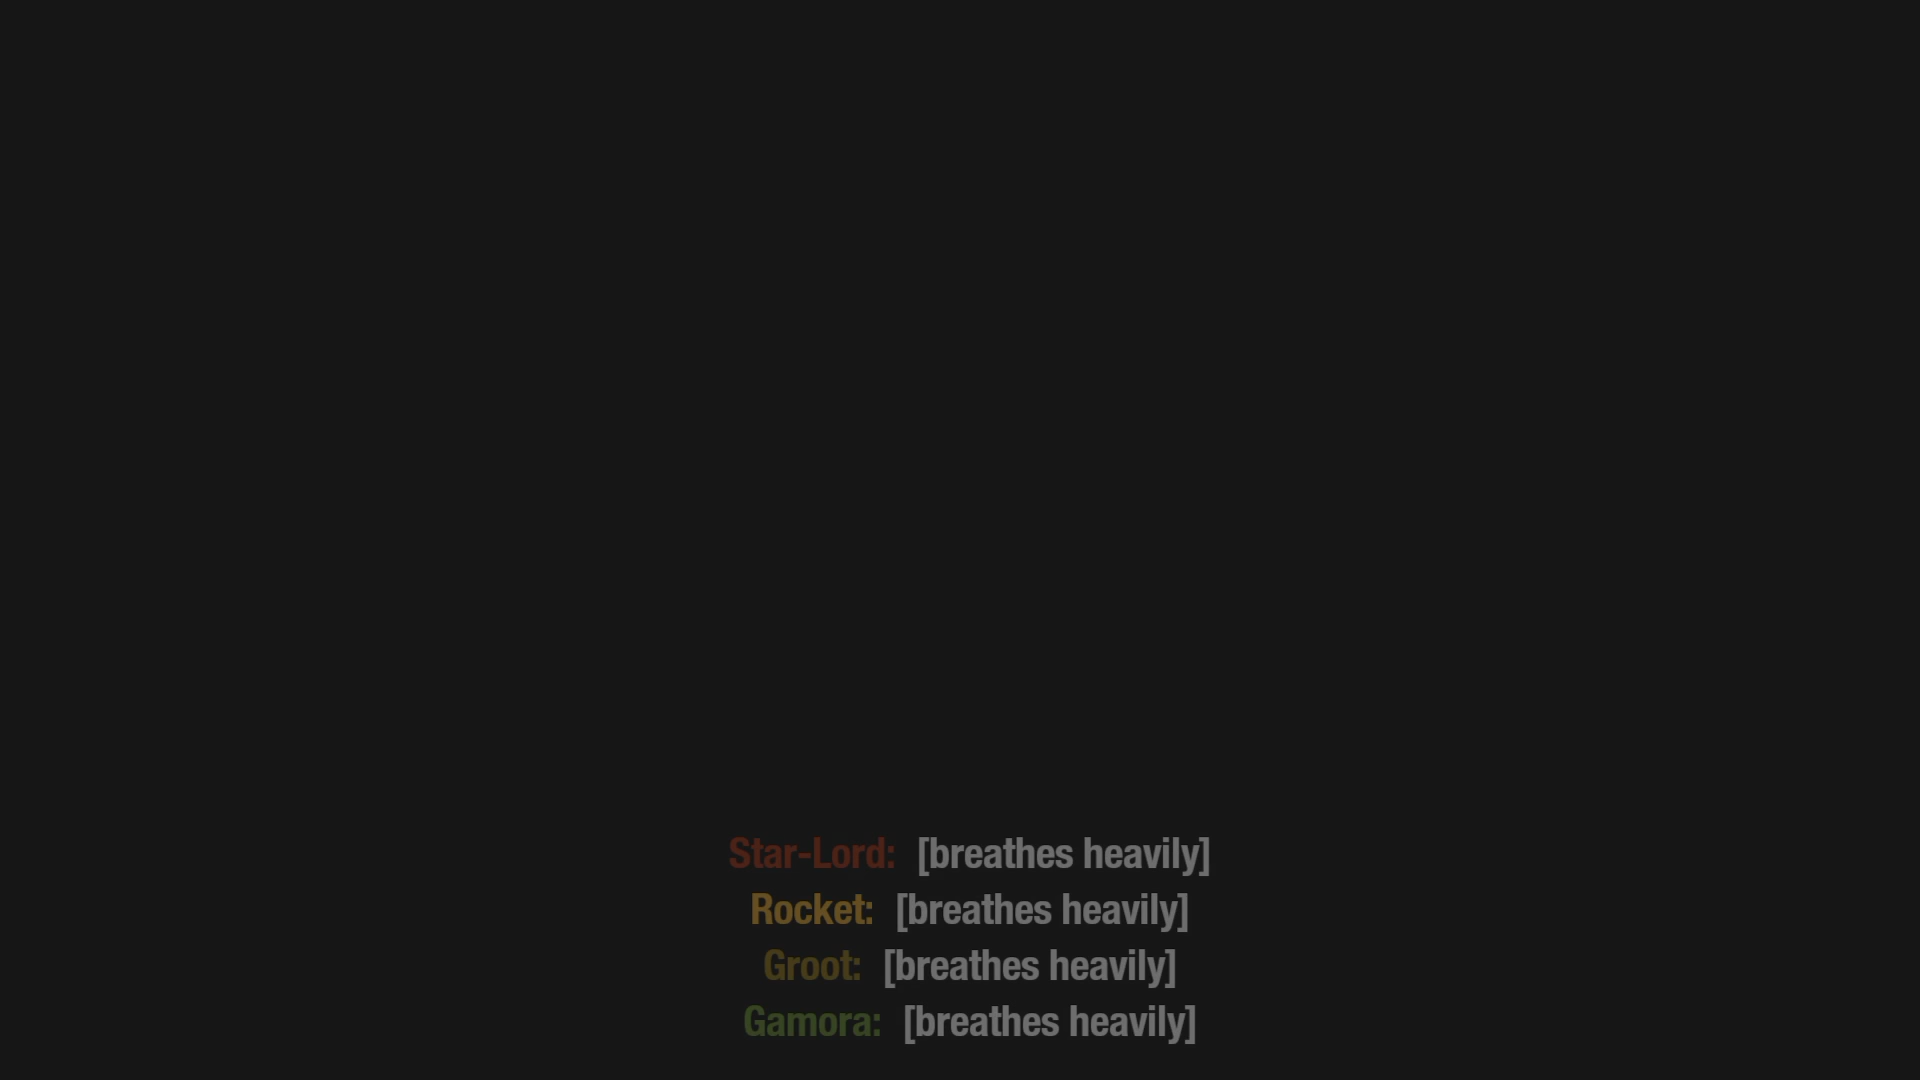 Star-Lord: [breathes heavily]
Rocket: [breathes heavily]
Groot: [breathes heavily]
Gamora: [breathes heavily]